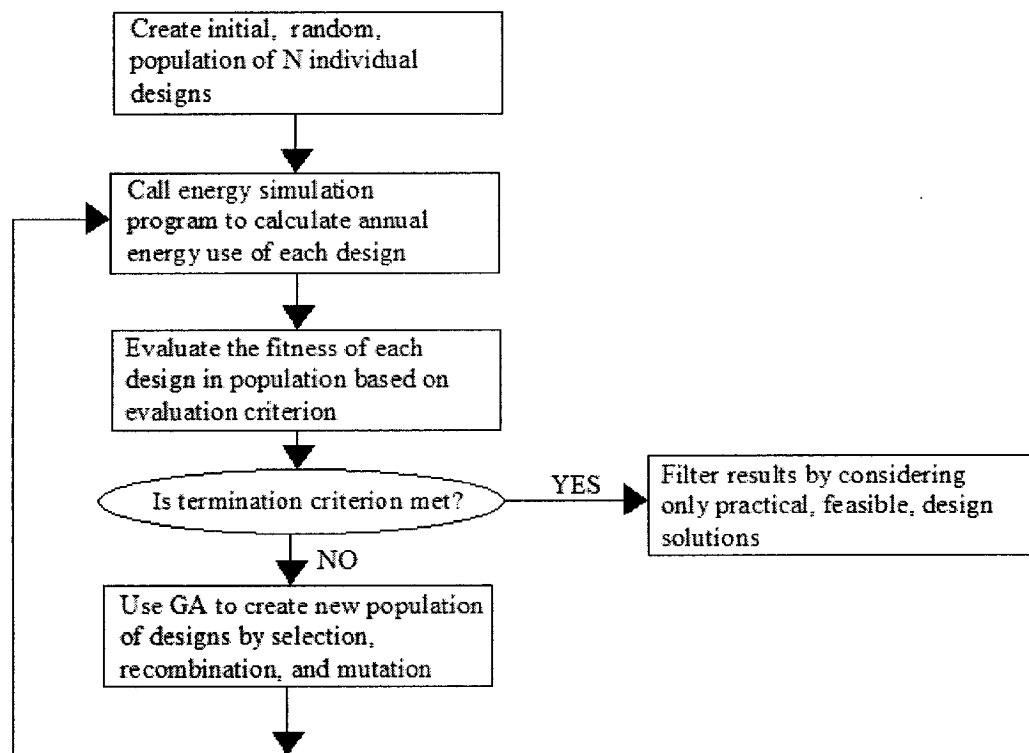 Create initial, random,
population of N individual
designs
Call energy simulation
program to calculate annual
energy use of each design
Evaluate the fitness of each
design in population based on
evaluation criterion
Is termination criterion met?
YES
Filter results by considering
only practical, feasible, design
solutions
NO
Use GA to create new population
of designs by selection,
recombination, and mutation